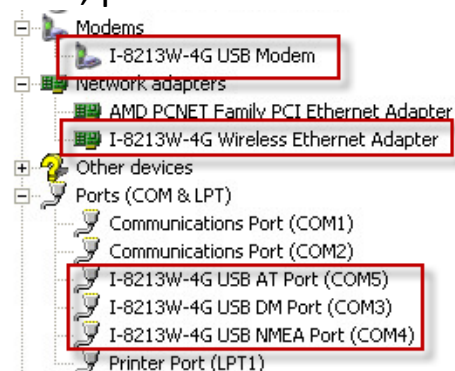 Modems
I-8213W-4G USB Modem
Network adapters
AMD PCNET Family PCI Ethernet Adapter
I-8213W-4G Wireless Ethernet Adapter
Other devices
Ports (COM & LPT)
Communications Port (COM1)
Communications Port (COM2)
I-8213W-4G USB AT Port (COM5)
I-8213W-4G USB DM Port (COM3)
I-8213W-4G USB NMEA Port (COM4)
Printer Port (LPT1)